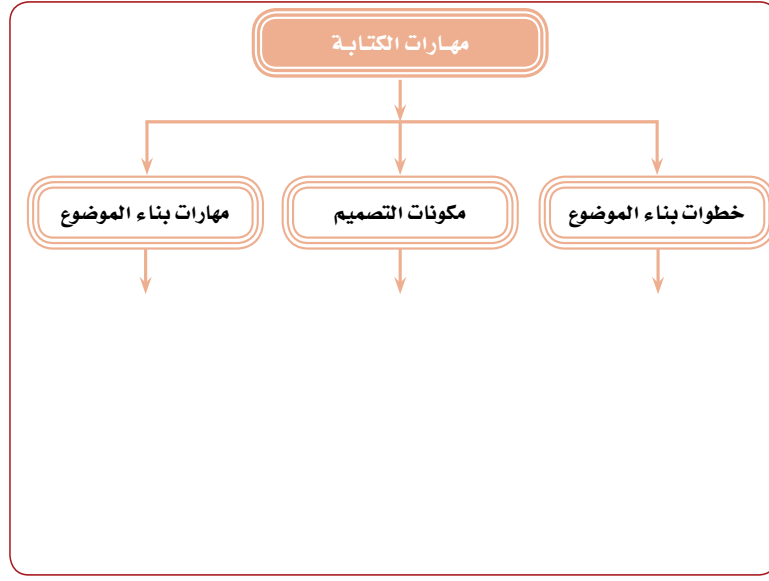 مهارات الكتابة
خطوات بناء الموضوع
مكونات التصميم
مهارات بناء الموضوع